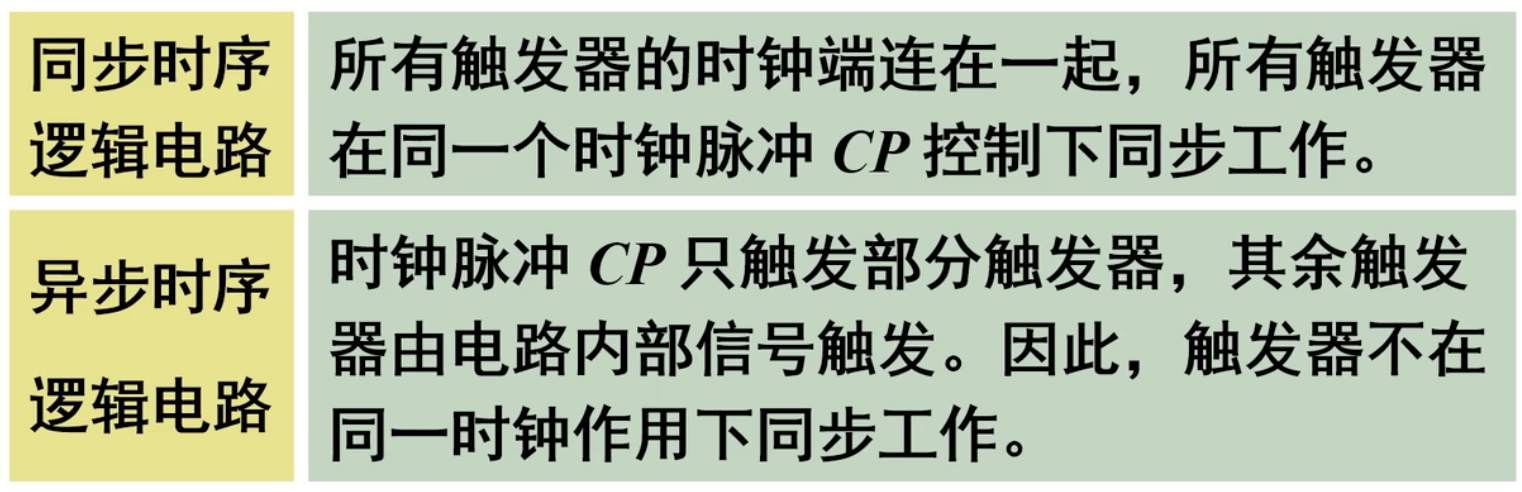 同步时序
逻辑电路
所有触发器的时钟端连在一起，所有触发器
在同一个时钟脉冲 CP 控制下同步工作。
异步时序
逻辑电路
时钟脉冲 CP 只触发部分触发器，其余触发
器由电路内部信号触发。因此，触发器不在
同一时钟作用下同步工作。